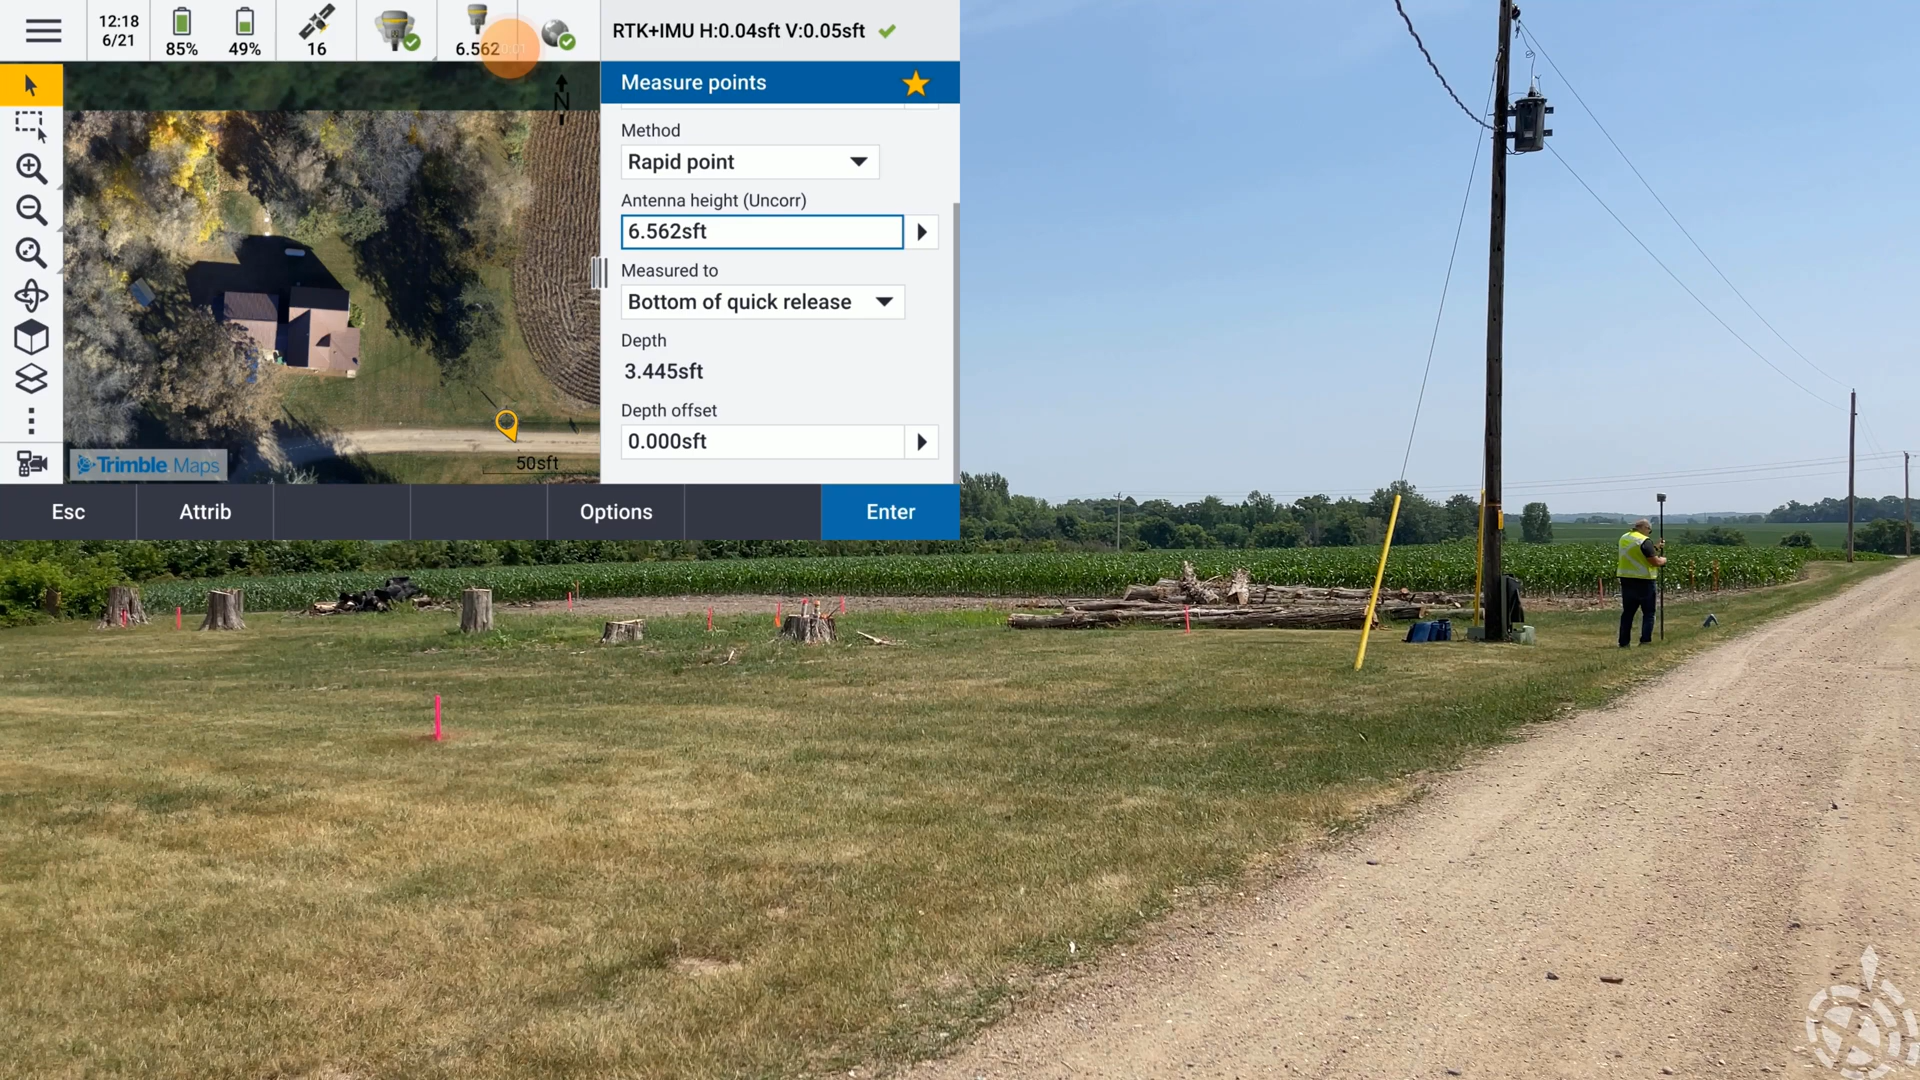 12:18
6/21
85%
49%
16
6.562
RTK+IMU H:0.04sft V:0.05sft
Measure points
Method
Rapid point
Antenna height (Uncorr)
6.562sft
Measured to
Bottom of quick release
Depth
3.445sft
Depth offset
0.000sft
N
Trimble Maps
50sft
Esc
Attrib
Options
Enter